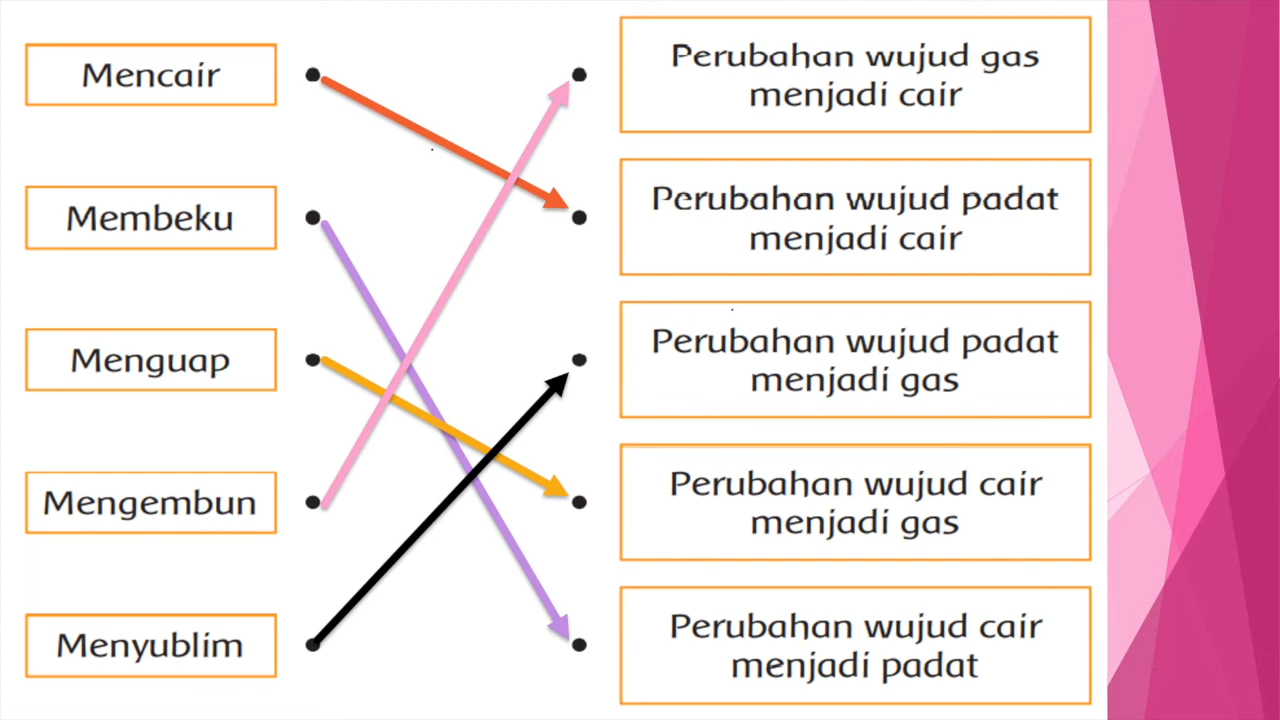 Mencair
Perubahan wujud gas
menjadi cair
Membeku
Perubahan wujud padat
menjadi cair
Menguap
Perubahan wujud padat
menjadi gas
Mengembun
Perubahan wujud cair
menjadi gas
Menyublim
Perubahan wujud cair
menjadi padat